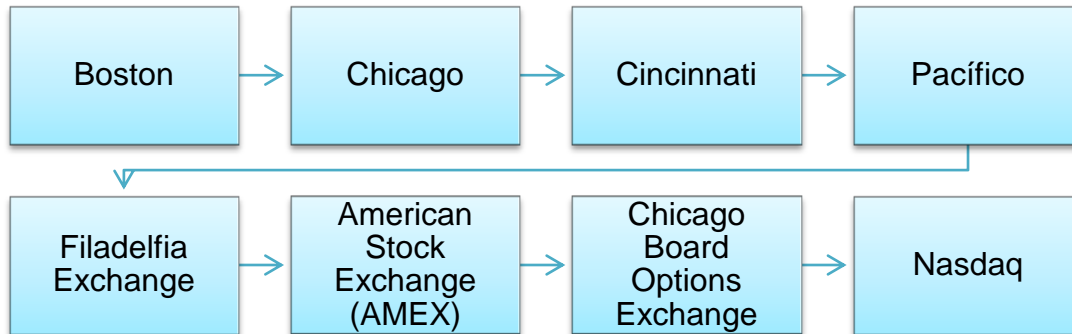 Boston
Chicago
Cincinnati
Pacífico
Filadelfia
Exchange
American
Stock
Exchange
(AMEX)
Chicago
Board
Options
Exchange
Nasdaq